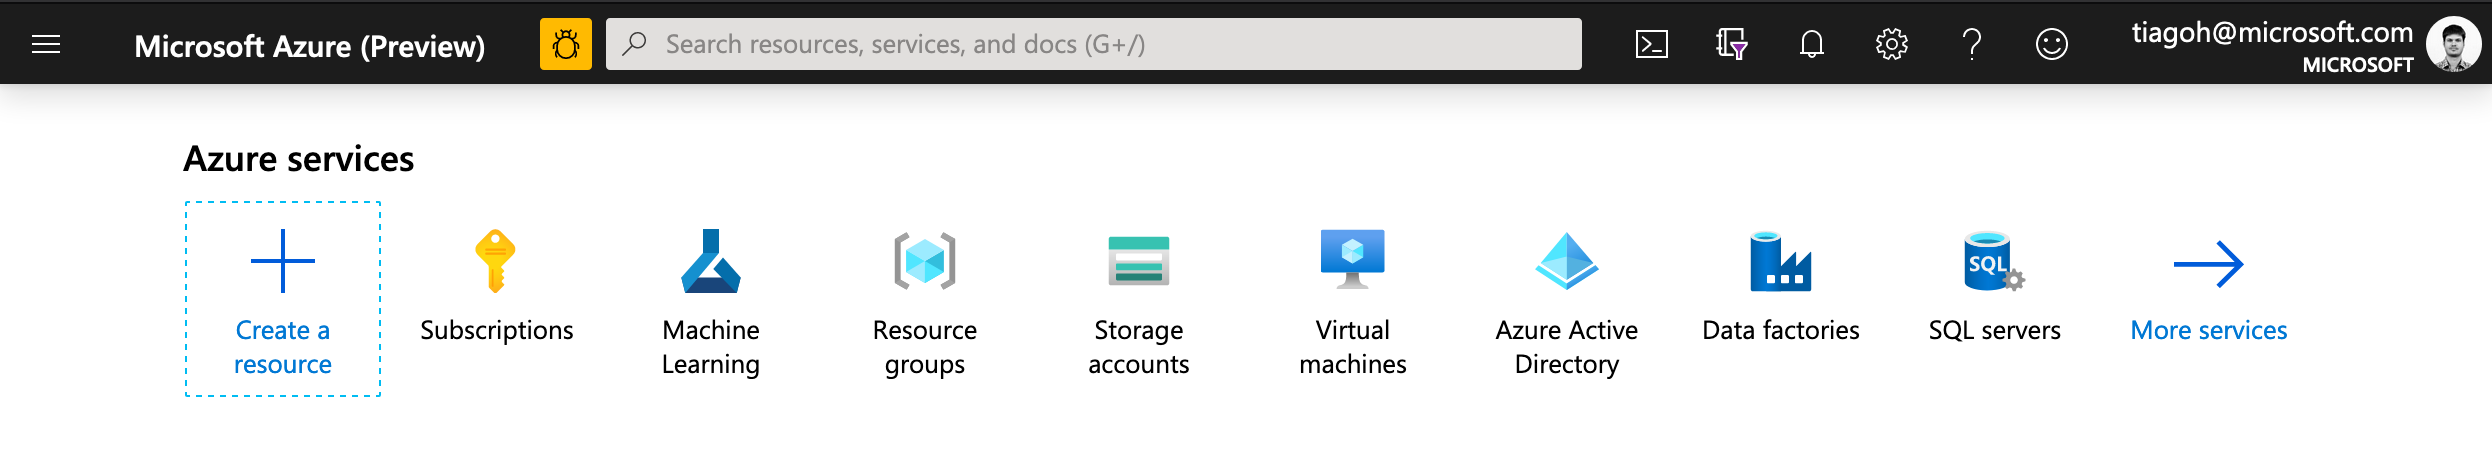 Microsoft Azure (Preview)
Search resources, services, and docs (G+/)
tiagoh@microsoft.com
MICROSOFT
Azure services
Create a
resource
Subscriptions
Machine
Learning
Resource
groups
Storage
accounts
Virtual
machines
Azure Active
Directory
Data factories
SQL
SQL servers
More services